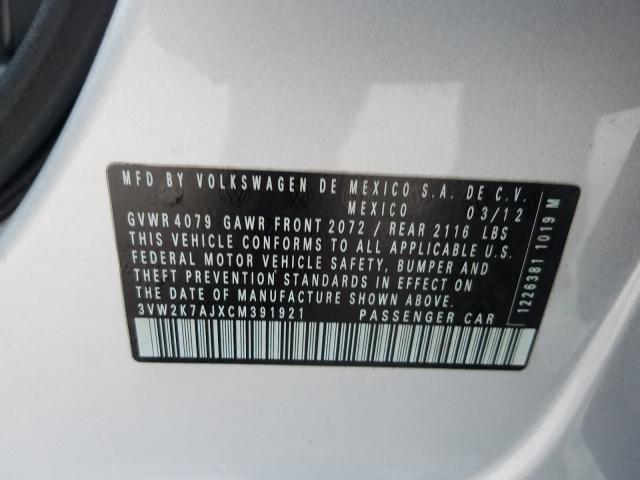 MFD BY VOLKSWAGEN DE MEXICO S.A. DE C.V.
MEXICO 03/12
GVWR 4079 GAWR FRONT 2072 / REAR 2116 LBS
THIS VEHICLE CONFORMS TO ALL APPLICABLE U.S.
FEDERAL MOTOR VEHICLE SAFETY, BUMPER AND
THEFT PREVENTION STANDARDS IN EFFECT ON
THE DATE OF MANUFACTURE SHOWN ABOVE.
3VW2K7AJXCM391921 PASSENGER CAR
1226381 1019 M